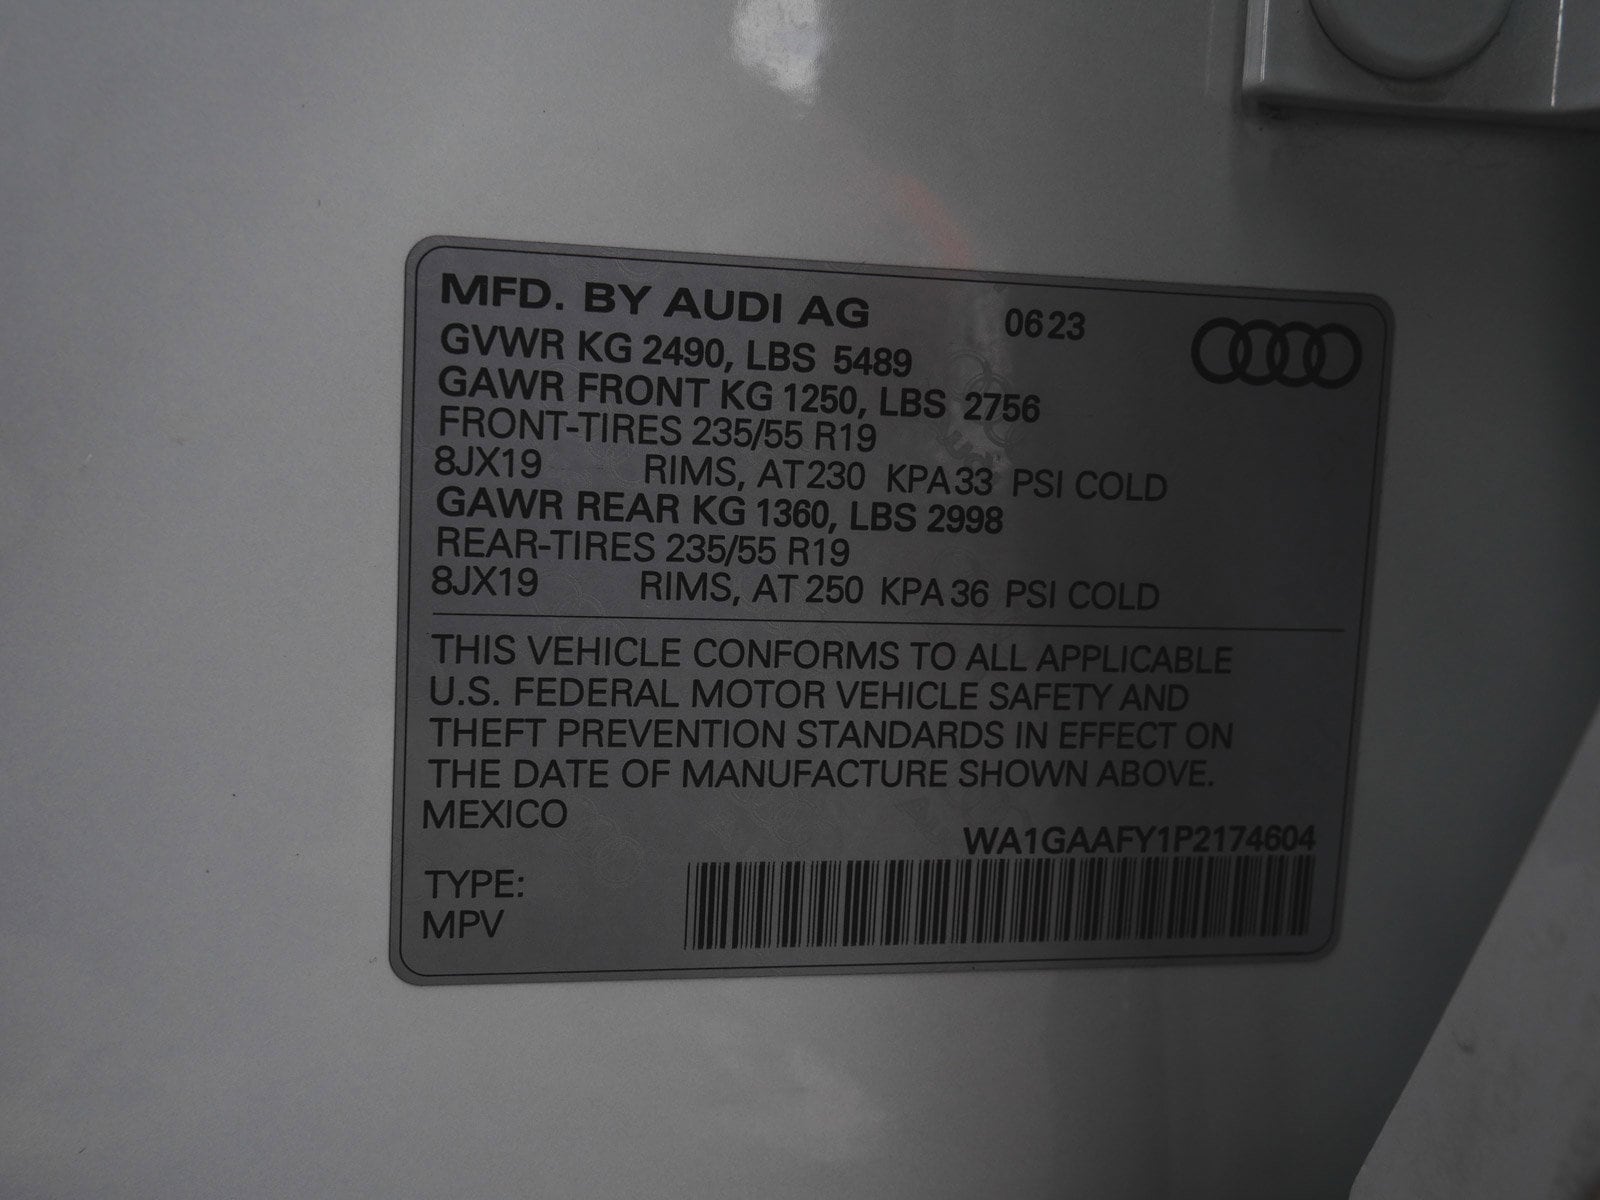 MFD. BY AUDI AG 06 23
GVWR KG 2490, LBS 5489
GAWR FRONT KG 1250, LBS 2756
FRONT-TIRES 235/55 R19
8JX19 RIMS, AT 230 KPA 33 PSI COLD
GAWR REAR KG 1360, LBS 2998
REAR-TIRES 235/55 R19
8JX19 RIMS, AT 250 KPA 36 PSI COLD
THIS VEHICLE CONFORMS TO ALL APPLICABLE
U.S. FEDERAL MOTOR VEHICLE SAFETY AND
THEFT PREVENTION STANDARDS IN EFFECT ON
THE DATE OF MANUFACTURE SHOWN ABOVE.
MEXICO
WA1GAAFY1P2174604
TYPE:
MPV